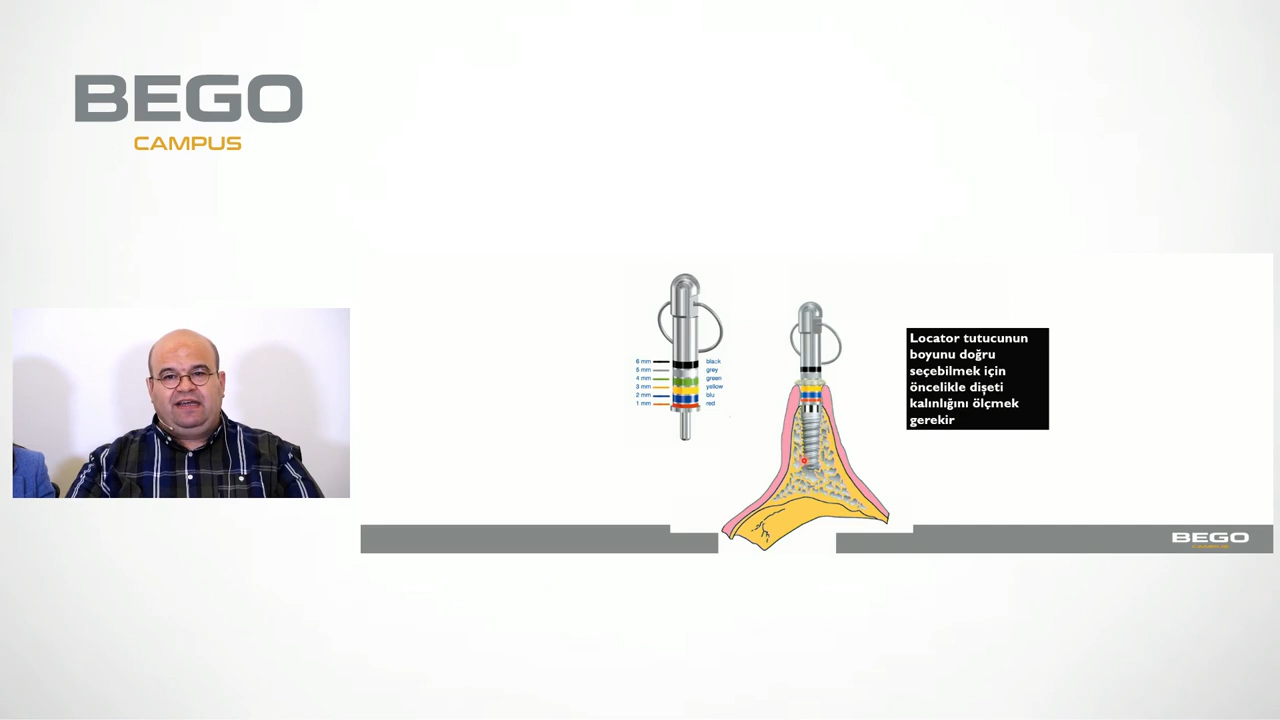 BEGO
CAMPUS
6 mm black
5 mm grey
4 mm green
3 mm yellow
2 mm blu
1 mm red
Locator tutucunun
boyunu doğru
seçebilmek için
öncelikle dişeti
kalınlığını ölçmek
gerekir
BEGO